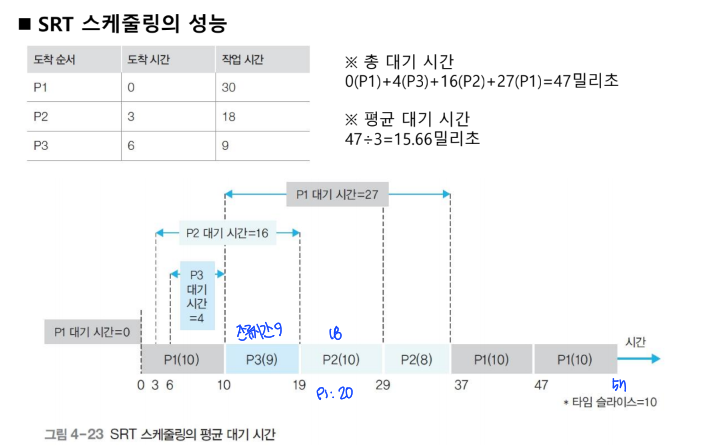 ■ SRT 스케줄링의 성능
도착 순서 도착 시간 작업 시간
P1 0 30
P2 3 18
P3 6 9
※ 총 대기 시간
0(P1)+4(P3)+16(P2)+27(P1)=47밀리초
※ 평균 대기 시간
47÷3=15.66밀리초
P1 대기 시간=27
P2 대기 시간=16
P3
대기
시간
=4
P1 대기 시간=0
잔류시간 9
18
시간
P1(10) P3(9) P2(10) P2(8) P1(10) P1(10)
0 3 6 10 19 29 37 47 57
P1: 20
* 타임 슬라이스=10
그림 4-23 SRT 스케줄링의 평균 대기 시간